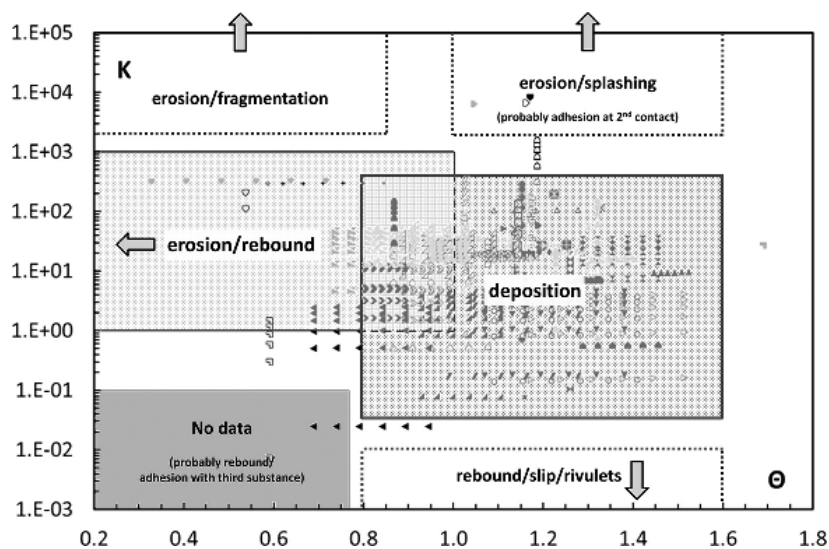 1.E+05
K
1.E+04
erosion/fragmentation
erosion/splashing
(probably adhesion at 2nd contact)
1.E+03
1.E+02
erosion/rebound
1.E+01
deposition
1.E+00
1.E-01
No data
1.E-02
(probably rebound/
adhesion with third substance)
rebound/slip/rivulets
Θ
1.E-03
0.2 0.4 0.6 0.8 1.0 1.2 1.4 1.6 1.8